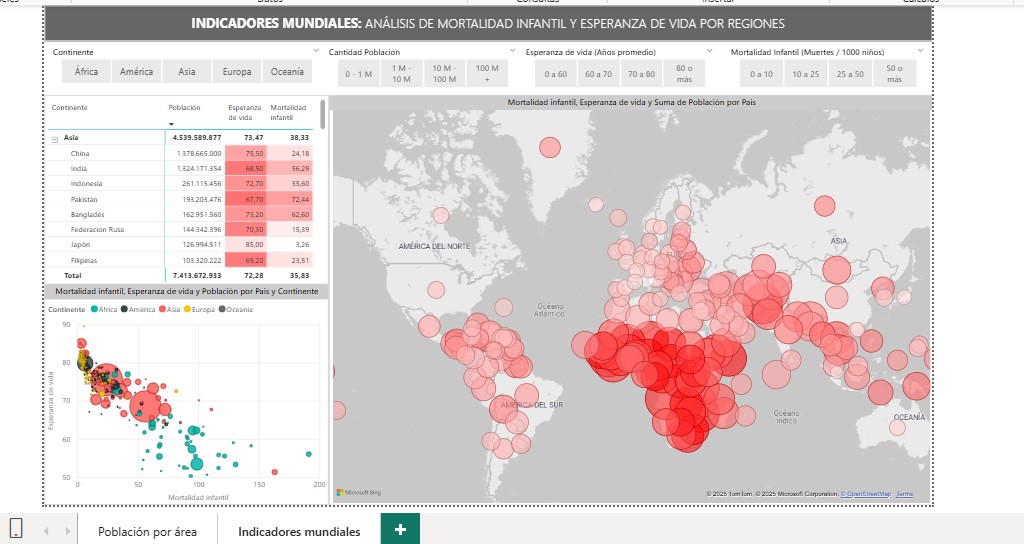 Datos
Consultas
Insertar
Cálculos
INDICADORES MUNDIALES: ANÁLISIS DE MORTALIDAD INFANTIL Y ESPERANZA DE VIDA POR REGIONES
Continente
África América Asia Europa Oceanía
Cantidad Población
0 - 1 M
1 M -
10 M
10 M -
100 M
100 M
+
Esperanza de vida (Años promedio)
0 a 60 60 a 70 70 a 80
80 o
más
Mortalidad Infantil (Muertes / 1000 niños)
0 a 10 10 a 25 25 a 50
50 o
más
Continente Población Esperanza Mortalidad
de vida Infantil
Asia 4.539.589.877 73,47 38,33
China 1.378.665.000 75,50 24,18
India 1.324.171.354 68,50 56,29
Indonesia 261.115.456 72,70 35,60
Pakistán 193.203.476 67,70 72,44
Bangladés 162.951.560 73,20 62,60
Federacion Rusa 144.342.396 70,30 15,39
Japón 126.994.511 85,00 3,26
Filipinas 103.320.222 69,20 23,51
Total 7.413.672.933 72,28 35,83
Mortalidad infantil, Esperanza de vida y Población por País y Continente
Continente África América Asia Europa Oceanía
Esperanza de vida
90
80
70
60
50
0 50 100 150 200
Mortalidad infantil
Mortalidad infantil, Esperanza de vida y Suma de Población por País
AMÉRICA DEL NORTE
ASIA
Océano
Atlántico
AMÉRICA DEL SUR
Océano
Índico
OCEANÍA
Microsoft Bing
© 2025 TomTom, © 2025 Microsoft Corporation, © OpenStreetMap Terms
Población por área
Indicadores mundiales
+